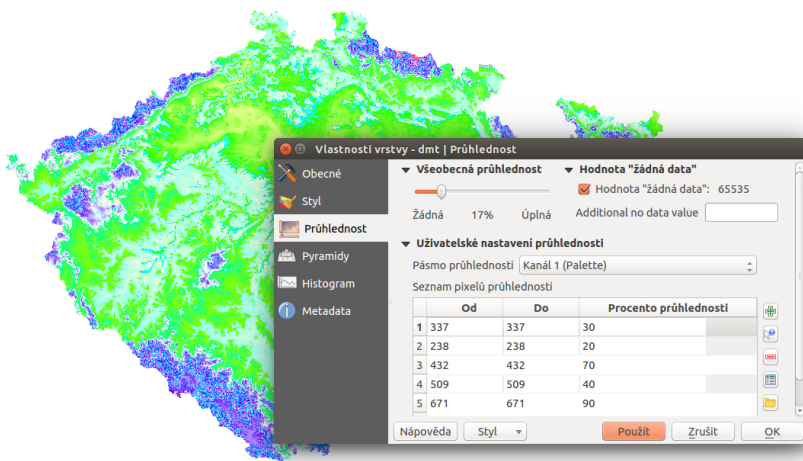 Vlastnosti vrstvy - dmt | Průhlednost
Obecné
Styl
Průhlednost
Pyramidy
Histogram
Metadata
Všeobecná průhlednost
Žádná 17% Úplná
Hodnota "žádná data"
Hodnota "žádná data": 65535
Additional no data value
Uživatelské nastavení průhlednosti
Pásmo průhlednosti Kanál 1 (Palette)
Seznam pixelů průhlednosti
Od Do Procento průhlednosti
1 337 337 30
2 238 238 20
3 432 432 70
4 509 509 40
5 671 671 90
Nápověda Styl Použít Zrušit OK